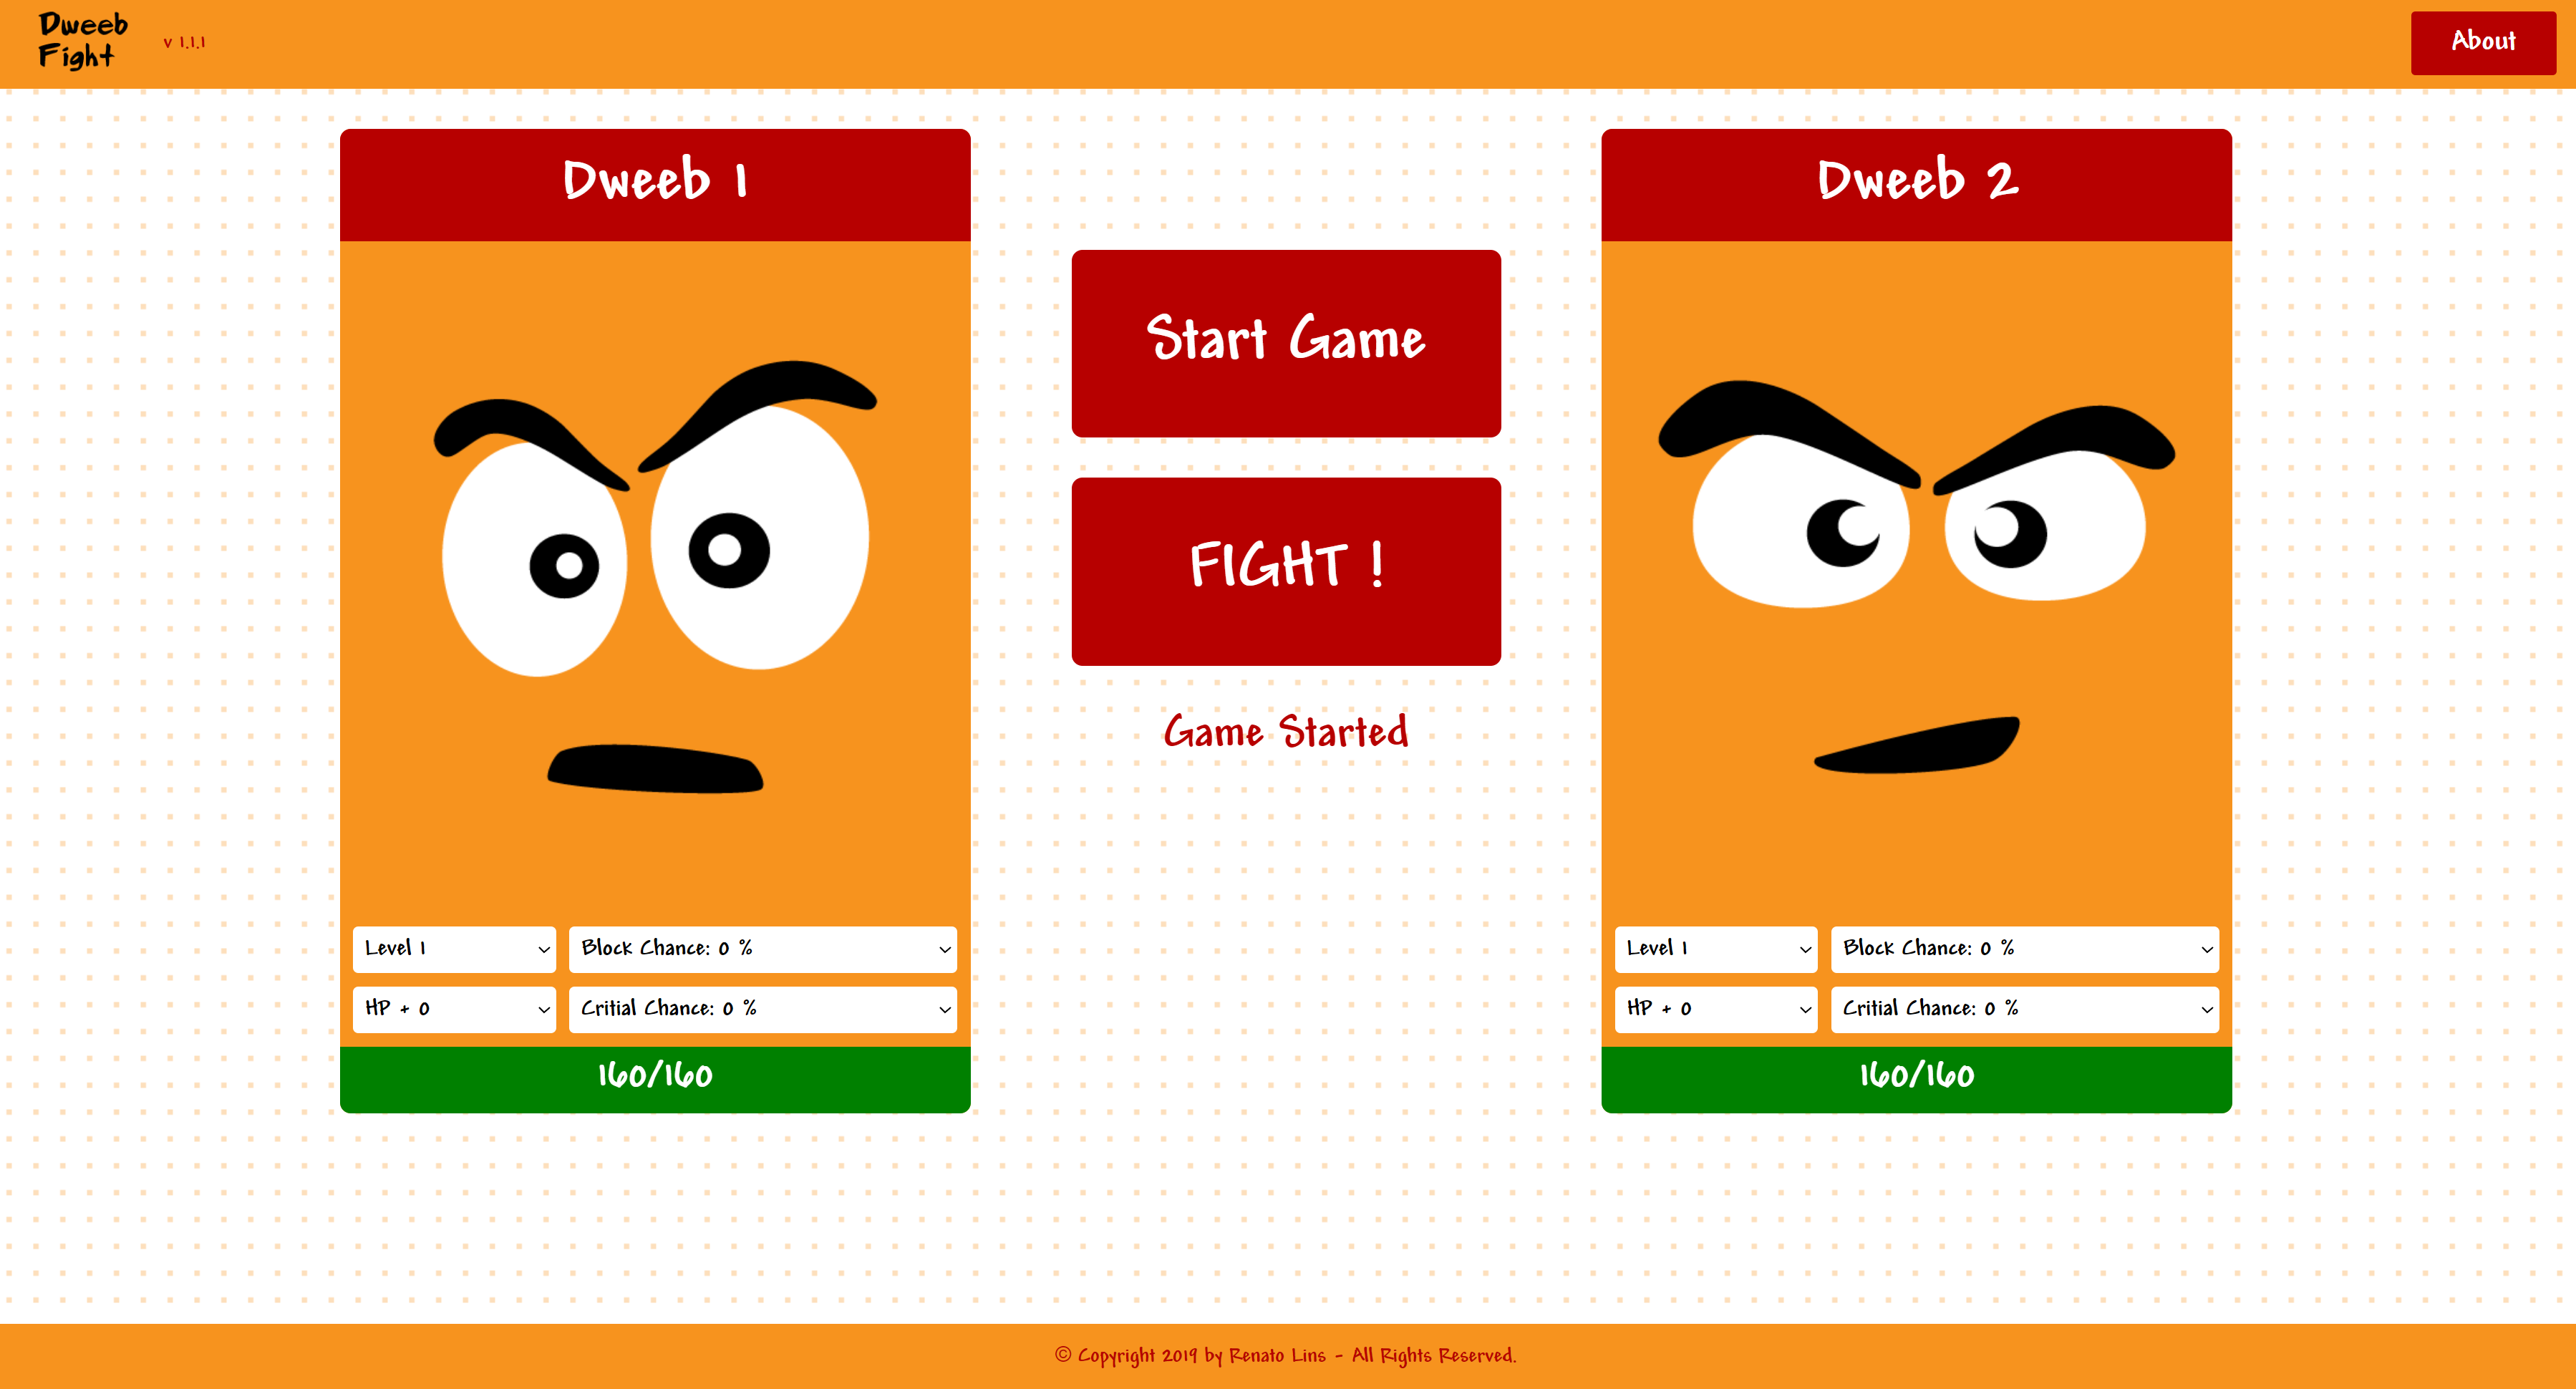 Dweeb
Fight
v 1.1.1
About
Dweeb 1
Start Game
FIGHT !
Game Started
Level 1
Block Chance: 0 %
HP + 0
Critial Chance: 0 %
160/160
Dweeb 2
Level 1
Block Chance: 0 %
HP + 0
Critial Chance: 0 %
160/160
© Copyright 2019 by Renato Lins - All Rights Reserved.